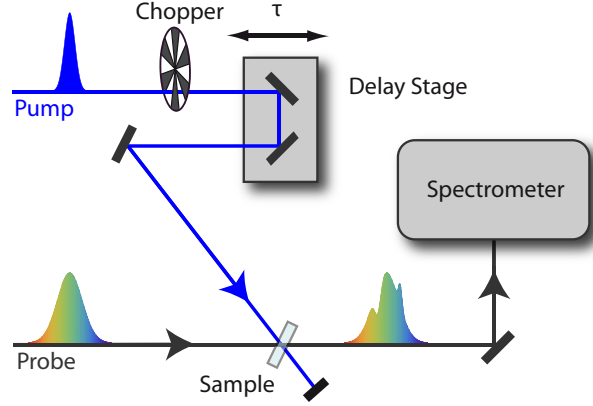 Chopper
τ
Pump
Delay Stage
Spectrometer
Probe
Sample